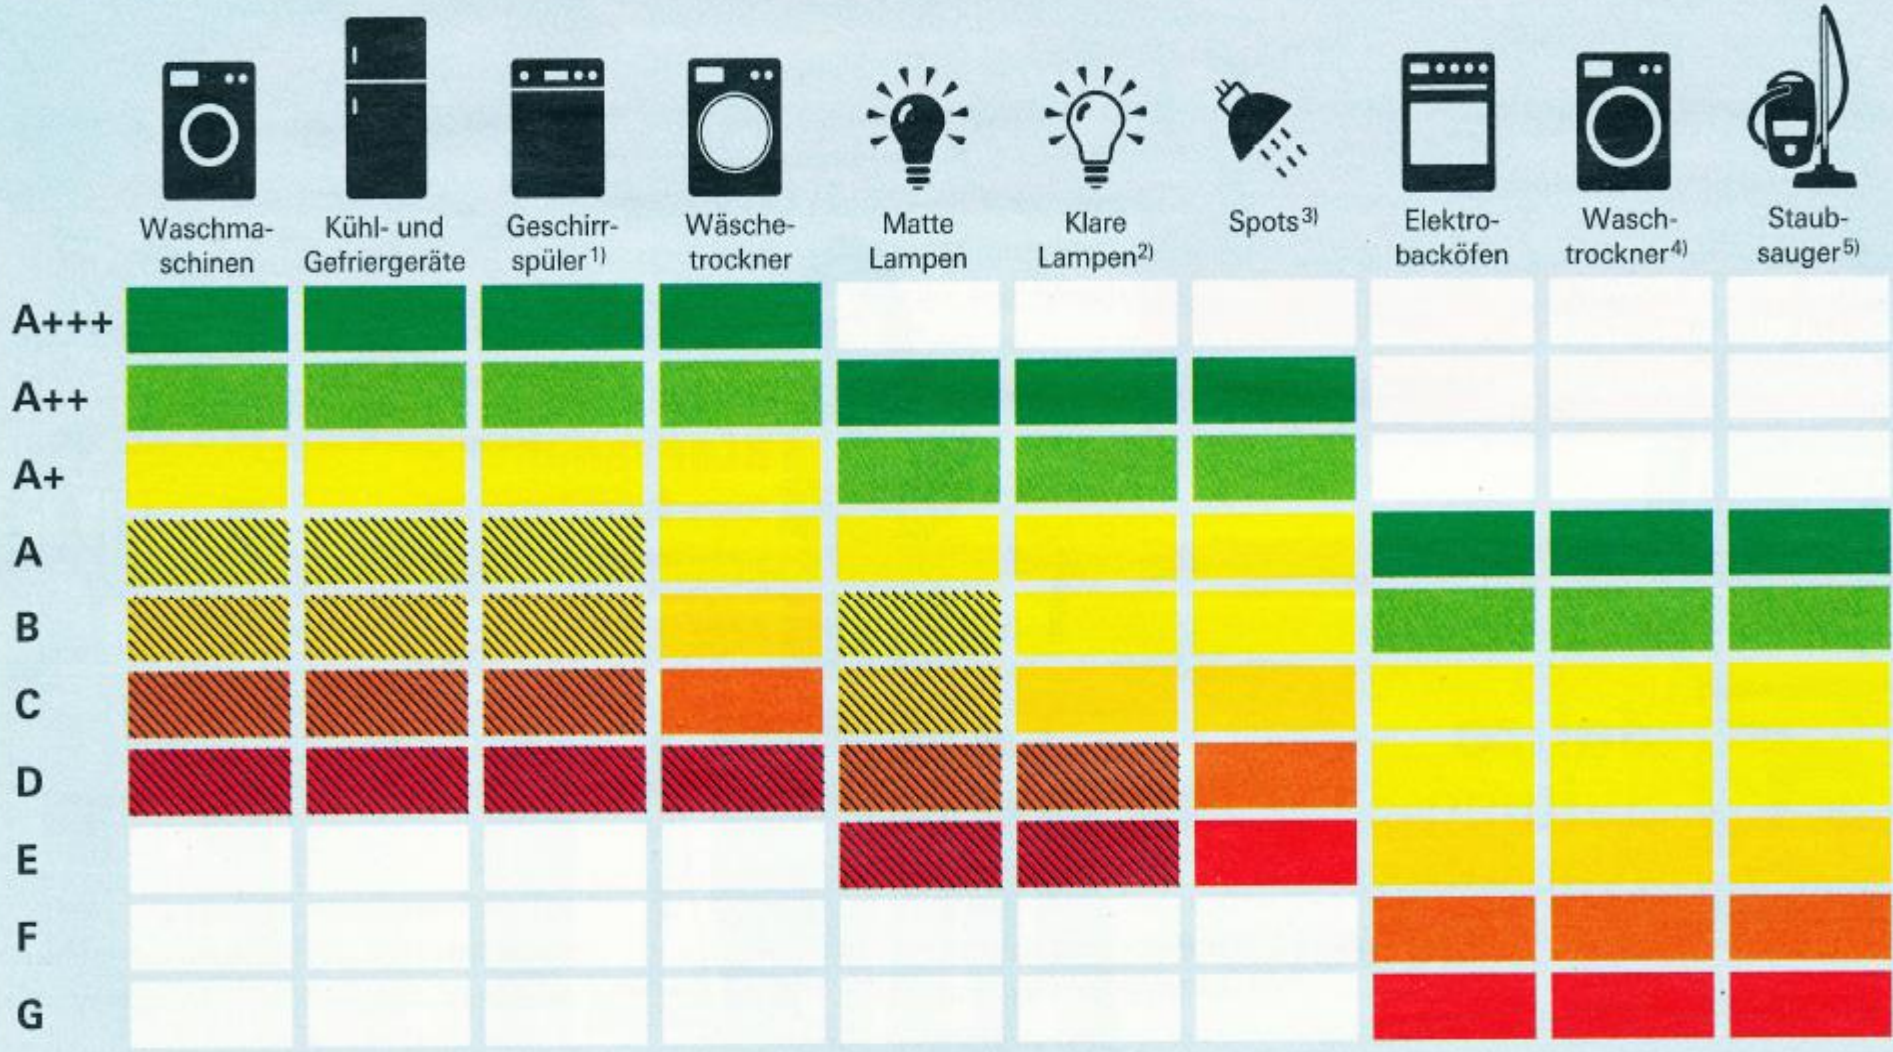 Waschma-
schinen
Kühl- und
Gefriergeräte
Geschirr-
spüler1)
Wäsche-
trockner
Matte
Lampen
Klare
Lampen2)
Spots3)
Elektro-
backöfen
Wasch-
trockner4)
Staub-
sauger5)
A+++
A++
A+
A
B
C
D
E
F
G